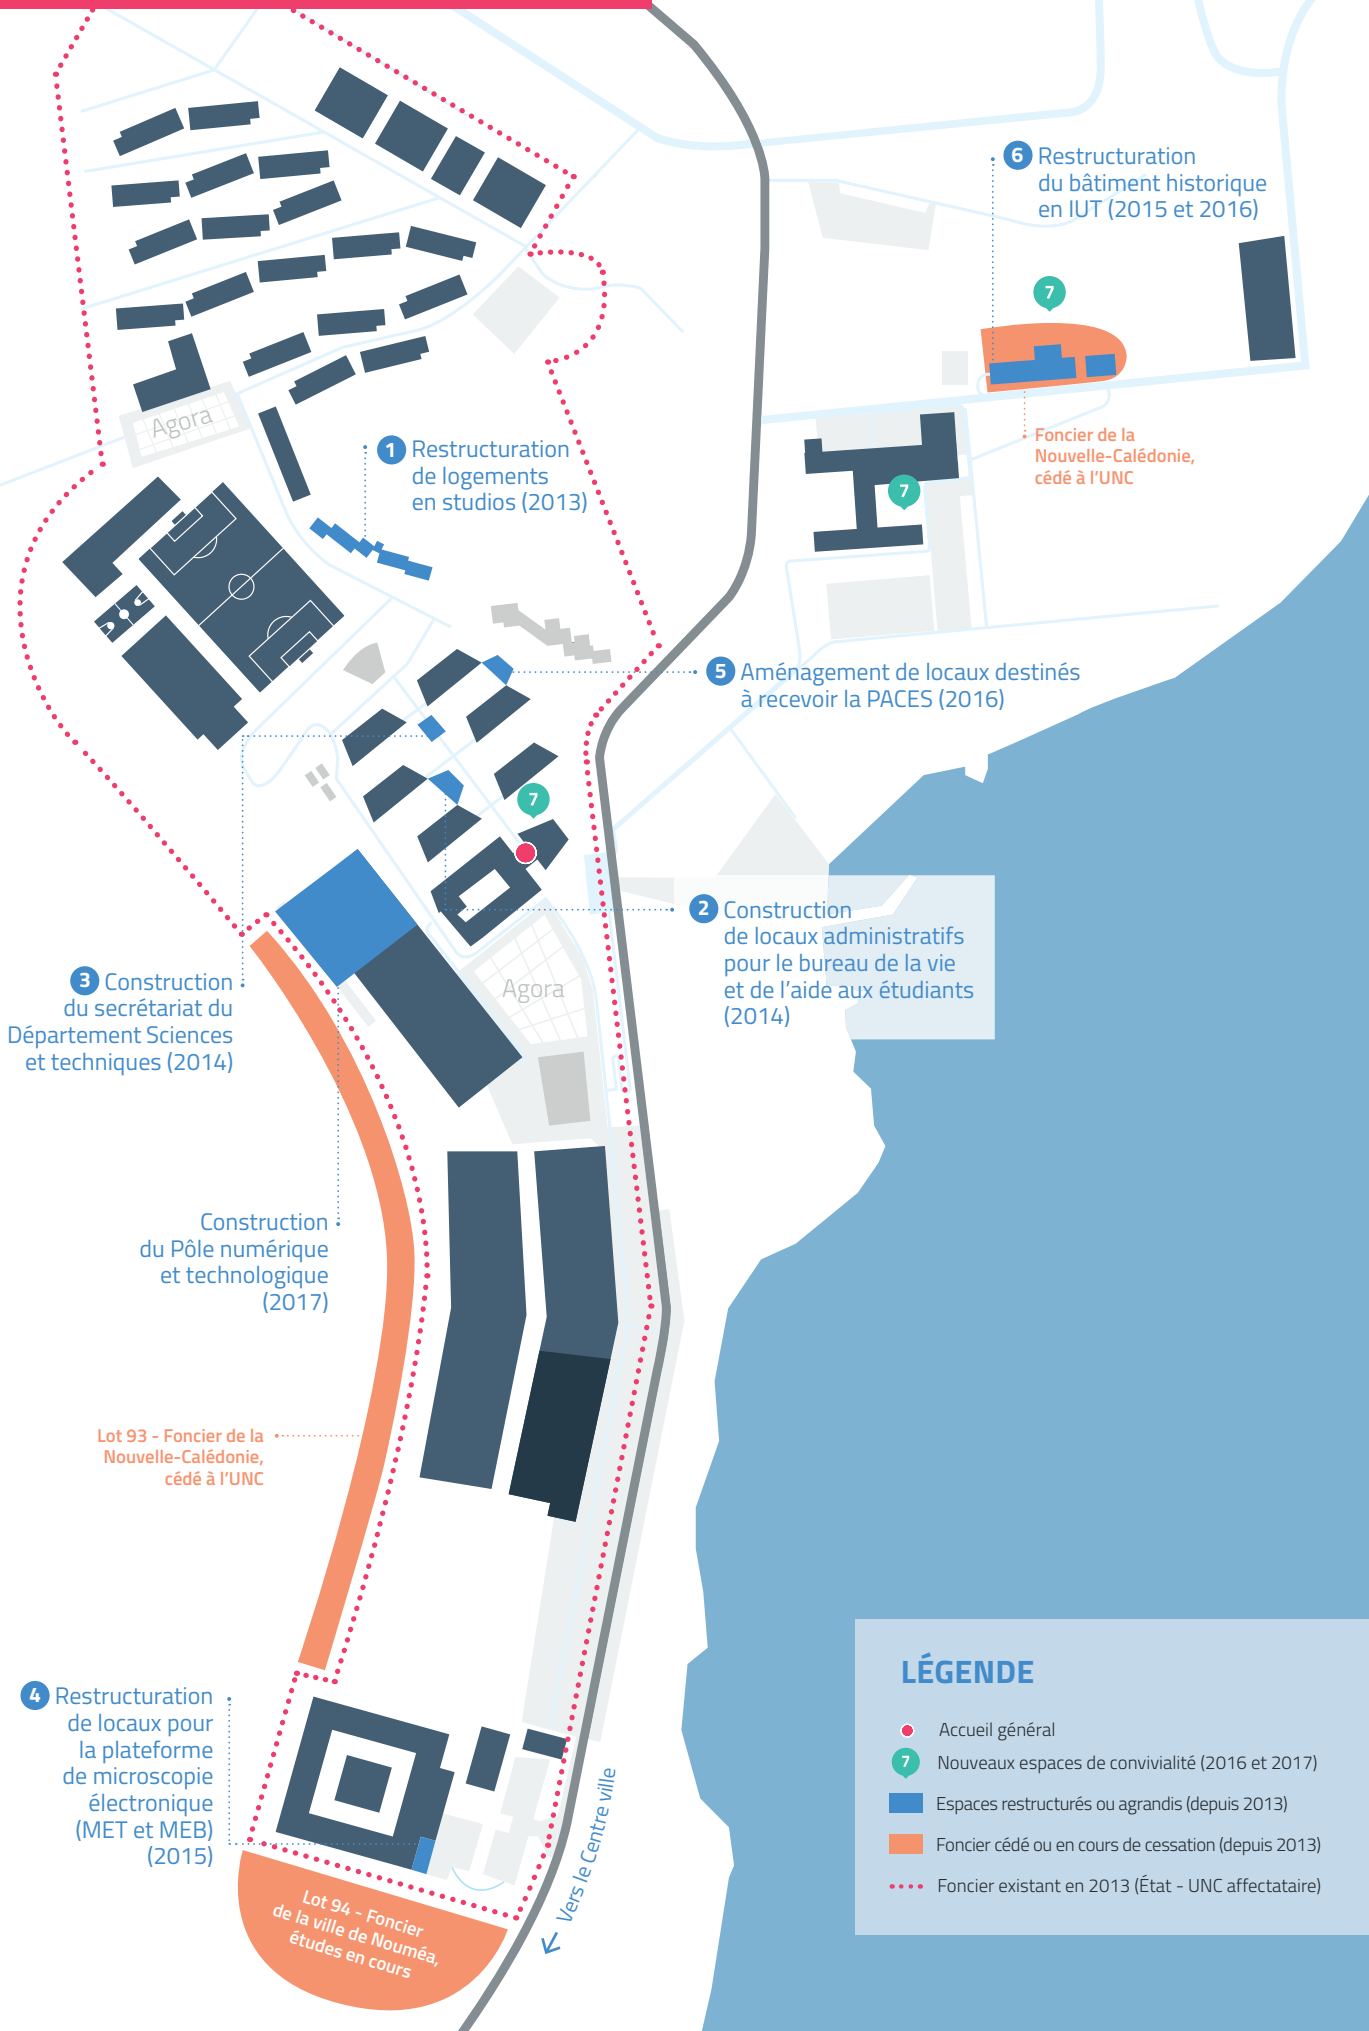 6 Restructuration
du bâtiment historique
en IUT (2015 et 2016)
7
Foncier de la
Nouvelle-Calédonie,
cédé à l'UNC
7
Agora
1 Restructuration
de logements
en studios (2013)
5 Aménagement de locaux destinés
à recevoir la PACES (2016)
7
2 Construction
de locaux administratifs
pour le bureau de la vie
et de l'aide aux étudiants
(2014)
Agora
3 Construction
du secrétariat du
Département Sciences
et techniques (2014)
Construction
du Pôle numérique
et technologique
(2017)
Lot 93 - Foncier de la
Nouvelle-Calédonie,
cédé à l'UNC
4 Restructuration
de locaux pour
la plateforme
de microscopie
électronique
(MET et MEB)
(2015)
Lot 94 - Foncier
de la ville de Nouméa,
études en cours
Vers le Centre ville
LÉGENDE
Accueil général
7 Nouveaux espaces de convivialité (2016 et 2017)
Espaces restructurés ou agrandis (depuis 2013)
Foncier cédé ou en cours de cessation (depuis 2013)
Foncier existant en 2013 (État - UNC affectataire)